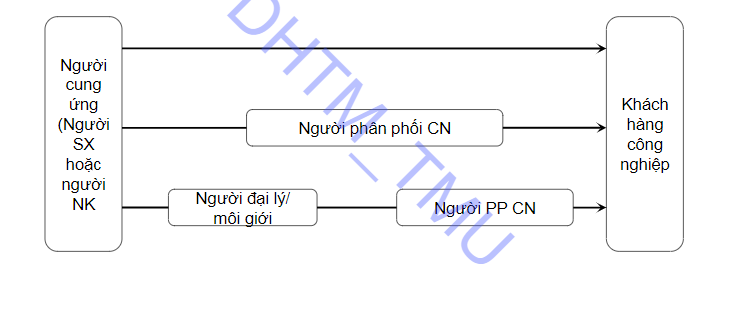 Người
cung
ứng
(Người
SX
hoặc
người
NK
Người phân phối CN
Người đại lý/
môi giới
Người PP CN
Khách
hàng
công
nghiệp
DHTM_TMU